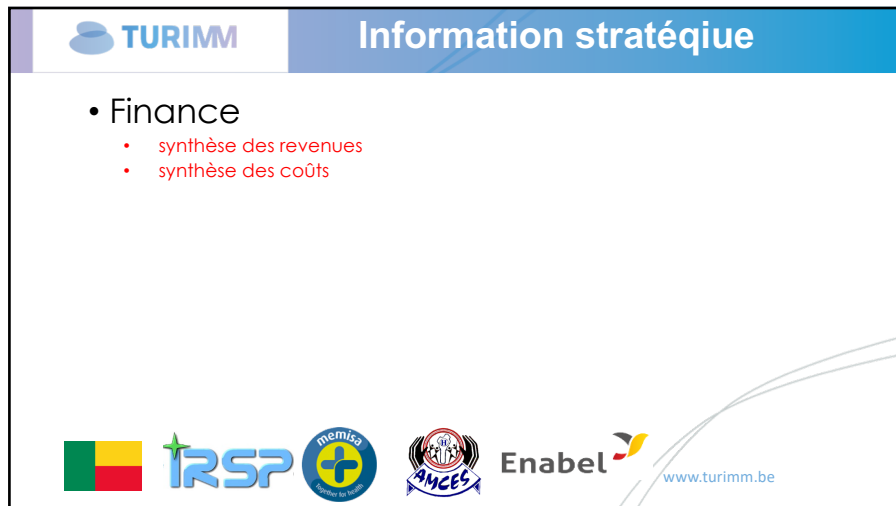 TURIMM
Information stratéqiue
• Finance
• synthèse des revenues
• synthèse des coûts
IRSP
memisa
Together for health
H
AMCES
Enabel
www.turimm.be